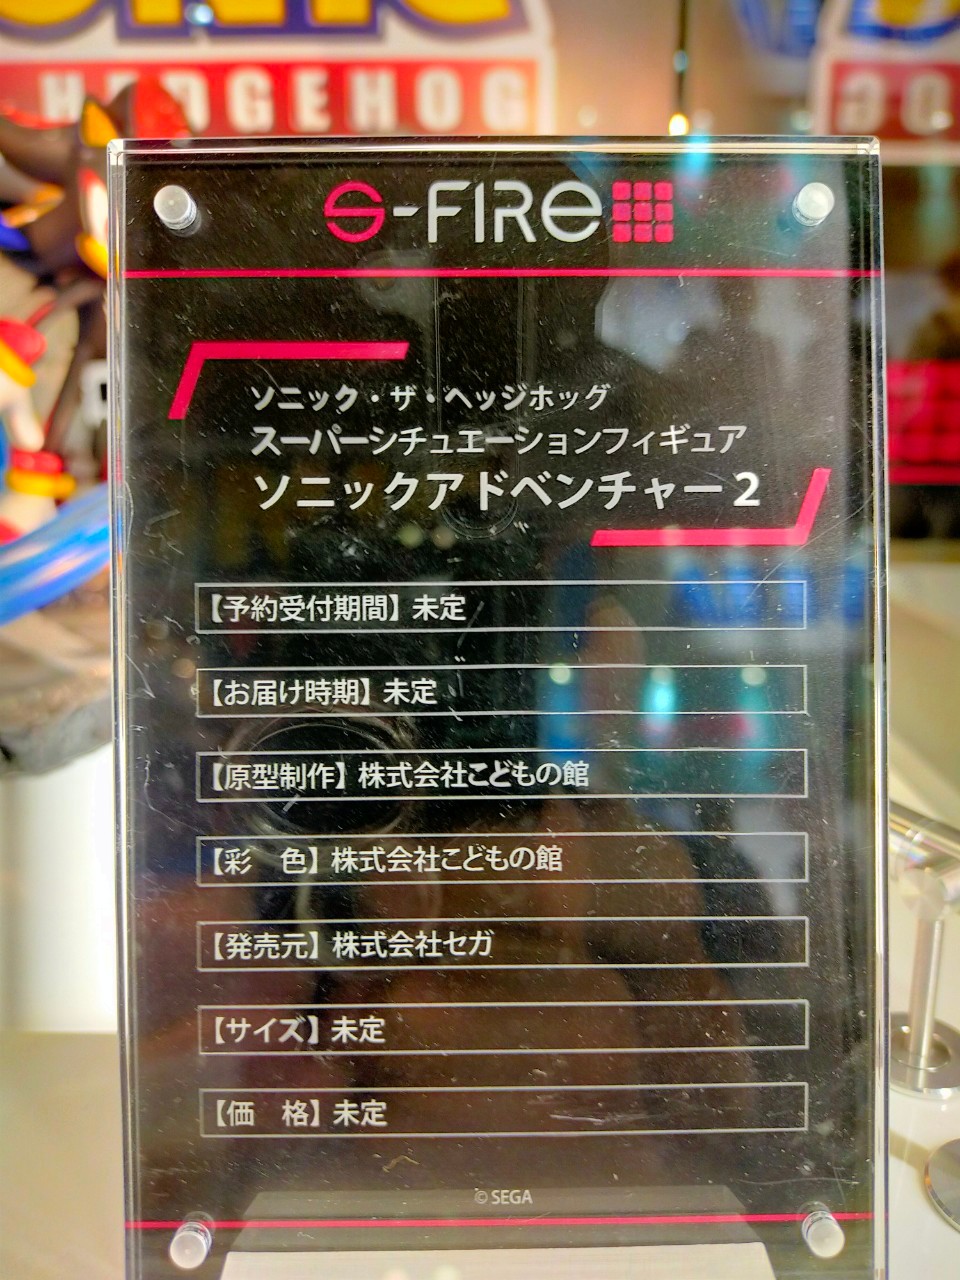 HEDGEHOG
S-FIRE
ソニック・ザ・ヘッジホッグ
スーパーシチュエーションフィギュア
ソニックアドベンチャー2
【予約受付期間】 未定
【お届け時期】 未定
【原型制作】 株式会社こどもの館
【彩　色】 株式会社こどもの館
【発売元】 株式会社セガ
【サイズ】 未定
【価　格】 未定
© SEGA